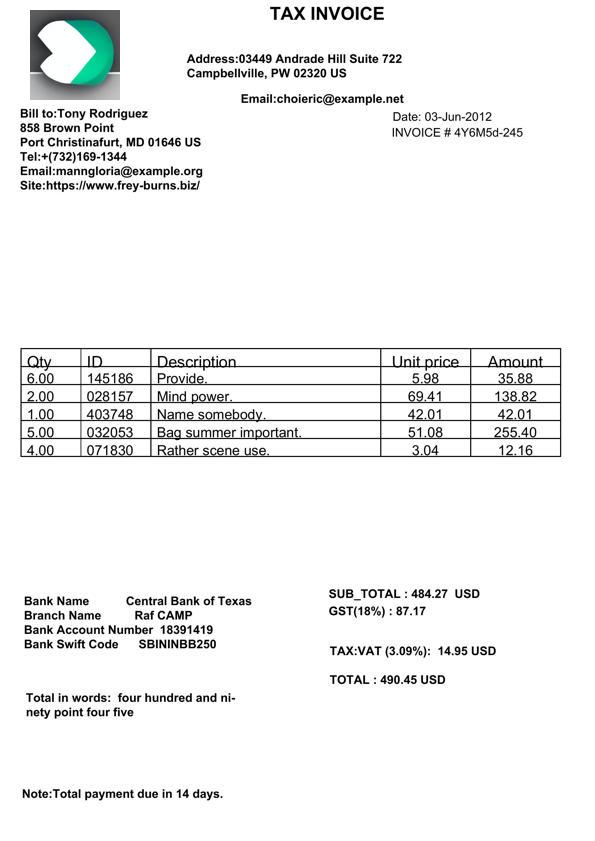 TAX INVOICE
Address:03449 Andrade Hill Suite 722
Campbellville, PW 02320 US
Email:choieric@example.net
Bill to:Tony Rodriguez
858 Brown Point
Port Christinafurt, MD 01646 US
Tel:+(732)169-1344
Email:manngloria@example.org
Site:https://www.frey-burns.biz/
Date: 03-Jun-2012
INVOICE # 4Y6M5d-245
Qty ID Description Unit price Amount
6.00 145186 Provide. 5.98 35.88
2.00 028157 Mind power. 69.41 138.82
1.00 403748 Name somebody. 42.01 42.01
5.00 032053 Bag summer important. 51.08 255.40
4.00 071830 Rather scene use. 3.04 12.16
Bank Name Central Bank of Texas
Branch Name Raf CAMP
Bank Account Number 18391419
Bank Swift Code SBININBB250
SUB_TOTAL : 484.27 USD
GST(18%) : 87.17
TAX:VAT (3.09%): 14.95 USD
TOTAL : 490.45 USD
Total in words: four hundred and ni-
nety point four five
Note:Total payment due in 14 days.